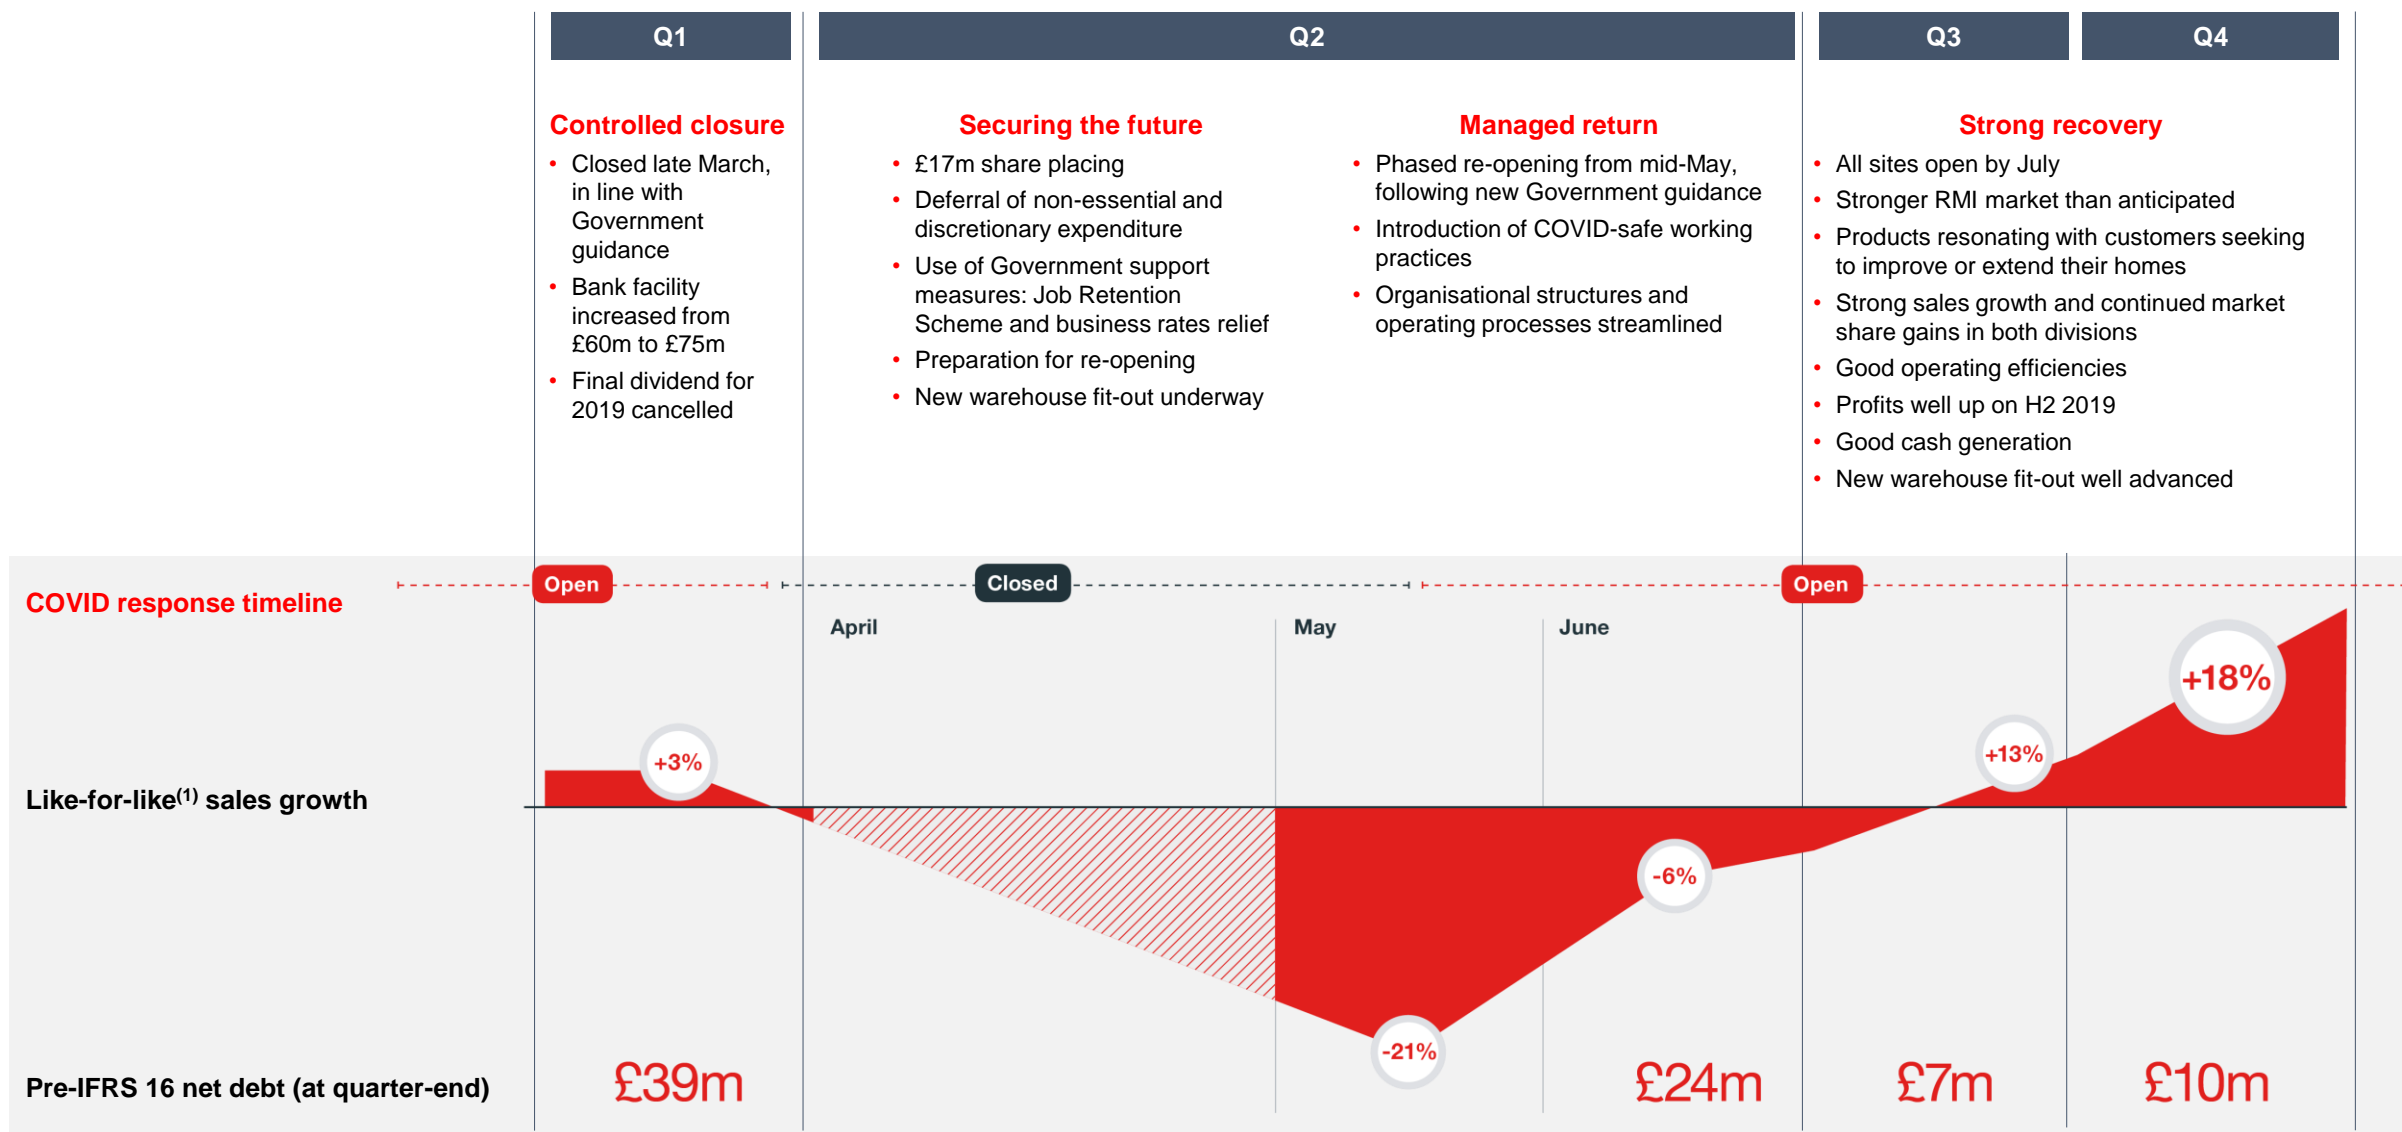 Q1
Q2
Q3
Q4
Controlled closure
• Closed late March,
in line with
Government
guidance
• Bank facility
increased from
£60m to £75m
• Final dividend for
2019 cancelled
Securing the future
• £17m share placing
• Deferral of non-essential and
discretionary expenditure
• Use of Government support
measures: Job Retention
Scheme and business rates relief
• Preparation for re-opening
• New warehouse fit-out underway
Managed return
• Phased re-opening from mid-May,
following new Government guidance
• Introduction of COVID-safe working
practices
• Organisational structures and
operating processes streamlined
Strong recovery
• All sites open by July
• Stronger RMI market than anticipated
• Products resonating with customers seeking
to improve or extend their homes
• Strong sales growth and continued market
share gains in both divisions
• Good operating efficiencies
• Profits well up on H2 2019
• Good cash generation
• New warehouse fit-out well advanced
COVID response timeline
Open
Closed
Open
April
May
June
Like-for-like(1) sales growth
+3%
-21%
-6%
+13%
+18%
Pre-IFRS 16 net debt (at quarter-end)
£39m
£24m
£7m
£10m